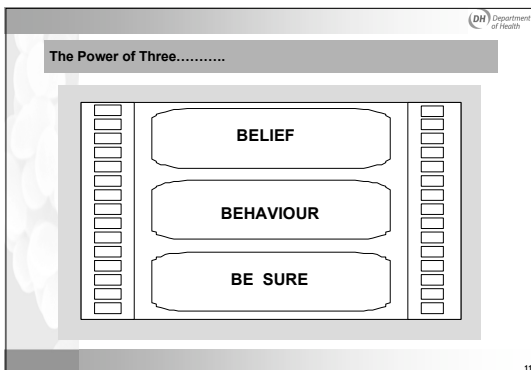 DH Department
of Health
The Power of Three………..
BELIEF
BEHAVIOUR
BE SURE
11